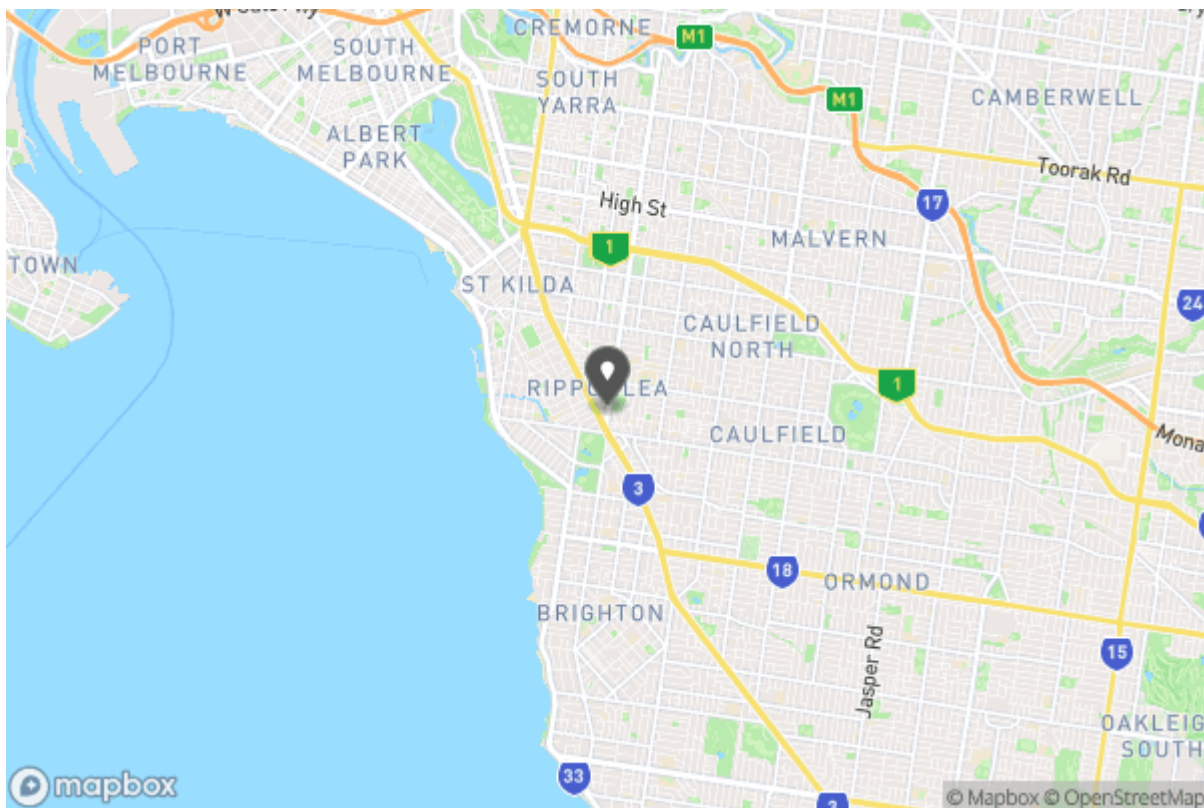 CREMORNE
M1
PORT
MELBOURNE
SOUTH
MELBOURNE
SOUTH
YARRA
M1
CAMBERWELL
ALBERT
PARK
Toorak Rd
High St
17
MALVERN
1
TOWN
ST KILDA
24
CAULFIELD
NORTH
1
CAULFIELD
Mona
3
18
ORMOND
BRIGHTON
15
Jasper Rd
OAKLEIG
SOUTH
33
3
mapbox
© Mapbox © OpenStreetMap